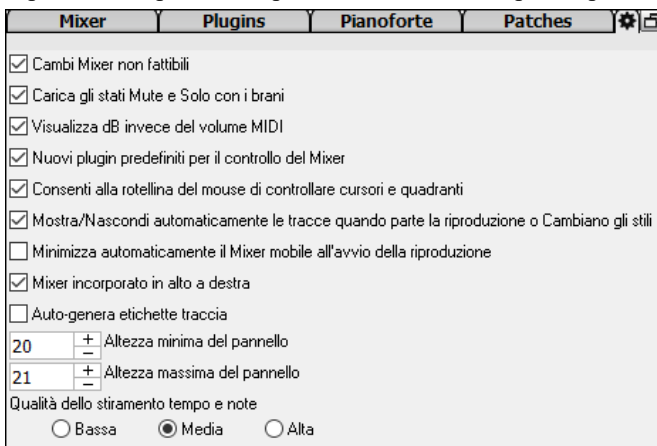 Mixer Plugins Pianoforte Patches
Cambi Mixer non fattibili
Carica gli stati Mute e Solo con i brani
Visualizza dB invece del volume MIDI
Nuovi plugin predefiniti per il controllo del Mixer
Consenti alla rotellina del mouse di controllare cursori e quadranti
Mostra/Nascondi automaticamente le tracce quando parte la riproduzione o Cambiano gli stili
Minimizza automaticamente il Mixer mobile all'avvio della riproduzione
Mixer incorporato in alto a destra
Auto-genera etichette traccia
20 + − Altezza minima del pannello
21 + − Altezza massima del pannello
Qualità dello stiramento tempo e note
Bassa Media Alta